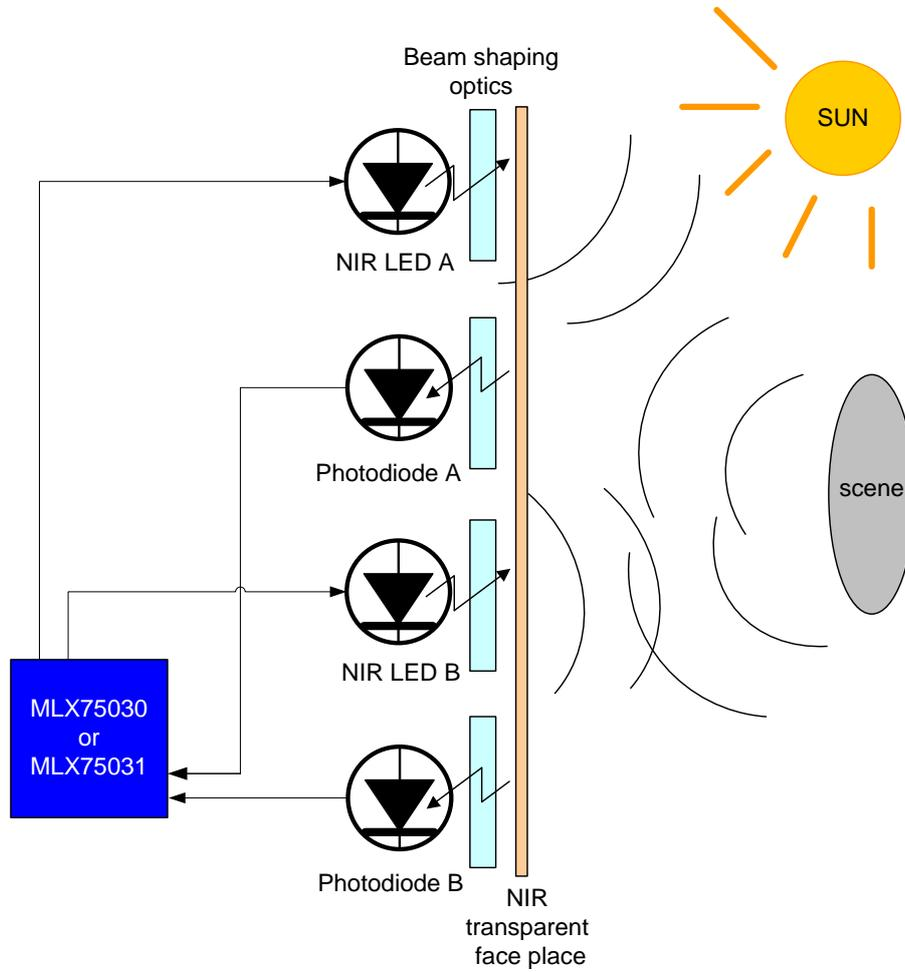 Beam shaping
optics
SUN
NIR LED A
Photodiode A
scene
NIR LED B
MLX75030
or
MLX75031
Photodiode B
NIR
transparent
face place